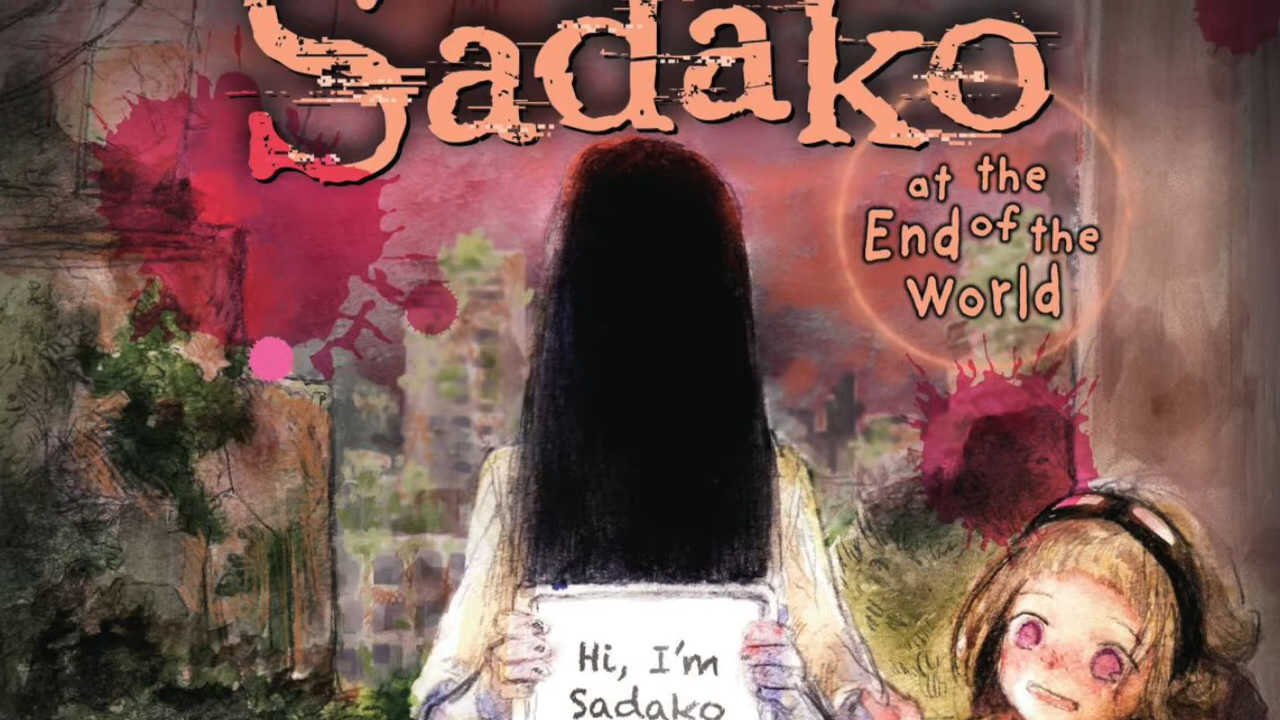 Sadako
at the
End of the
World
Hi, I'm
Sadako